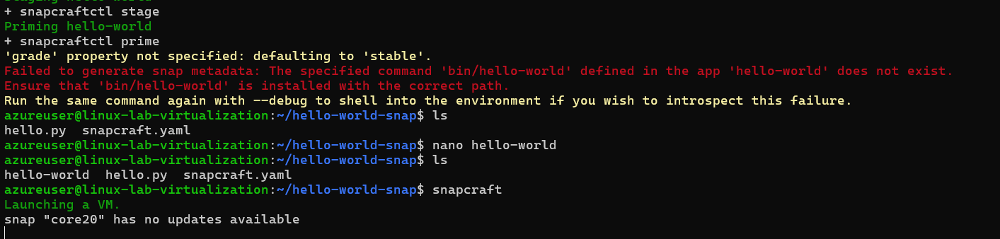 Staging hello-world
+ snapcraftctl stage
Priming hello-world
+ snapcraftctl prime
'grade' property not specified: defaulting to 'stable'.
Failed to generate snap metadata: The specified command 'bin/hello-world' defined in the app 'hello-world' does not exist.
Ensure that 'bin/hello-world' is installed with the correct path.
Run the same command again with --debug to shell into the environment if you wish to introspect this failure.
azureuser@linux-lab-virtualization:~/hello-world-snap$ ls
hello.py  snapcraft.yaml
azureuser@linux-lab-virtualization:~/hello-world-snap$ nano hello-world
azureuser@linux-lab-virtualization:~/hello-world-snap$ ls
hello-world  hello.py  snapcraft.yaml
azureuser@linux-lab-virtualization:~/hello-world-snap$ snapcraft
Launching a VM.
snap "core20" has no updates available